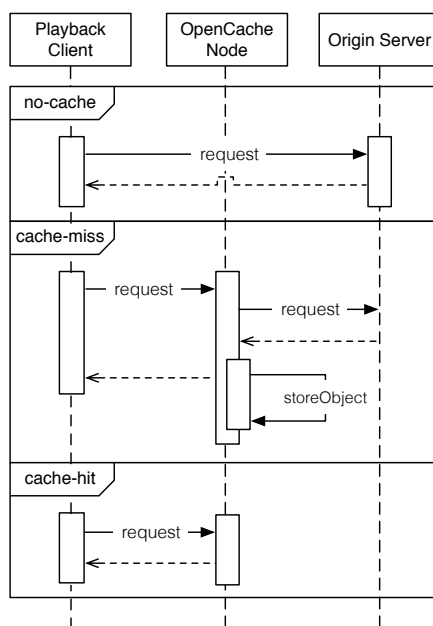 Playback
Client
OpenCache
Node
Origin Server
no-cache
request
cache-miss
request
request
storeObject
cache-hit
request